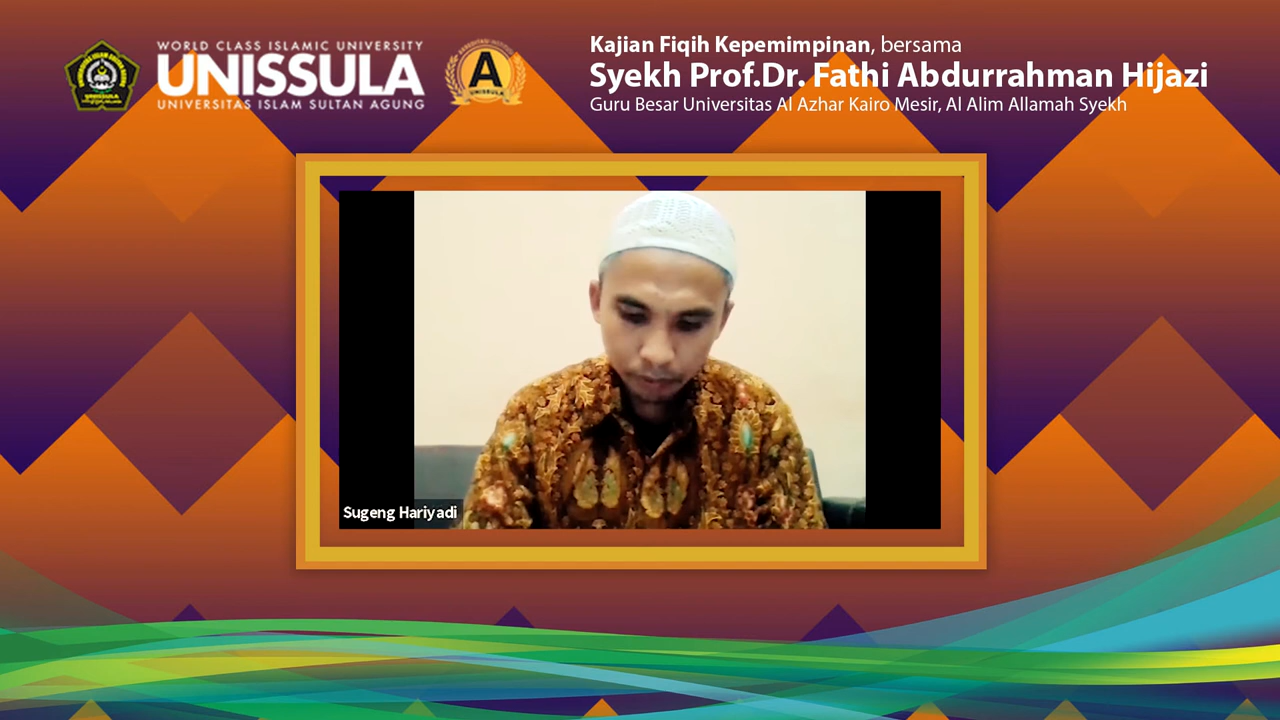 WORLD CLASS ISLAMIC UNIVERSITY
UNISSULA
UNIVERSITAS ISLAM SULTAN AGUNG
A
UNISSULA
Kajian Fiqih Kepemimpinan, bersama
Syekh Prof.Dr. Fathi Abdurrahman Hijazi
Guru Besar Universitas Al Azhar Kairo Mesir, Al Alim Allamah Syekh
Sugeng Hariyadi